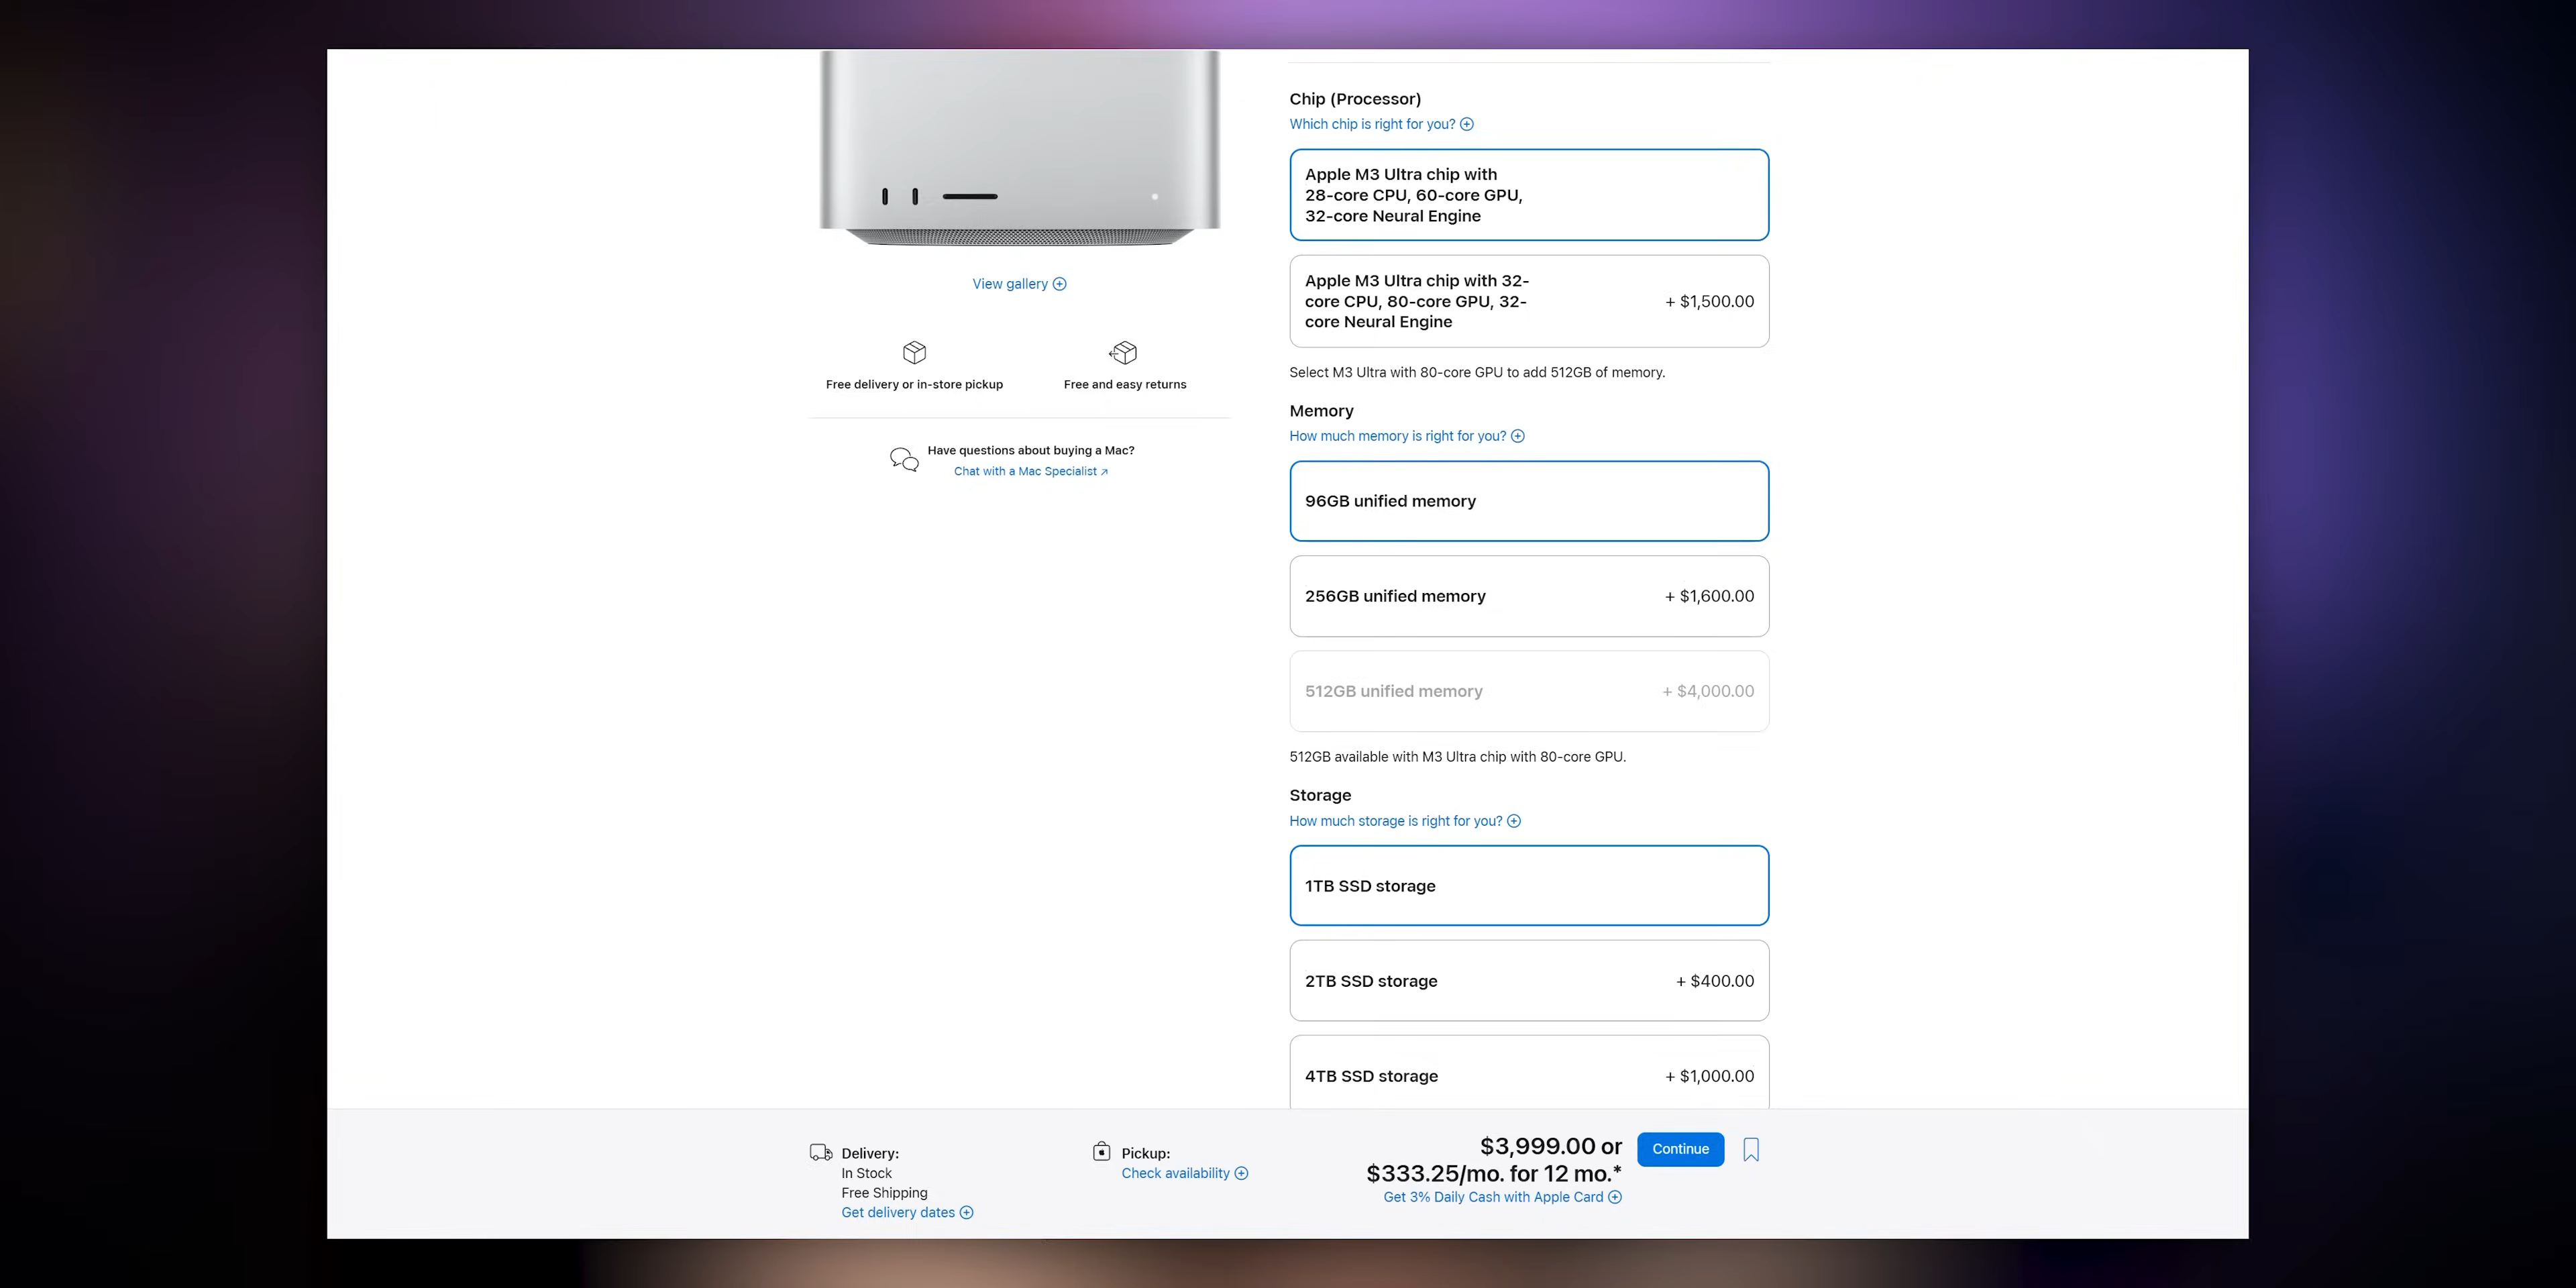 View gallery
Free delivery or in-store pickup
Free and easy returns
Have questions about buying a Mac?
Chat with a Mac Specialist ↗
Chip (Processor)
Which chip is right for you?
Apple M3 Ultra chip with
28-core CPU, 60-core GPU,
32-core Neural Engine
Apple M3 Ultra chip with 32-
core CPU, 80-core GPU, 32-
core Neural Engine
+ $1,500.00
Select M3 Ultra with 80-core GPU to add 512GB of memory.
Memory
How much memory is right for you?
96GB unified memory
256GB unified memory + $1,600.00
512GB unified memory + $4,000.00
512GB available with M3 Ultra chip with 80-core GPU.
Storage
How much storage is right for you?
1TB SSD storage
2TB SSD storage + $400.00
4TB SSD storage + $1,000.00
Delivery:
In Stock
Free Shipping
Get delivery dates
Pickup:
Check availability
$3,999.00 or
$333.25/mo. for 12 mo.*
Get 3% Daily Cash with Apple Card
Continue